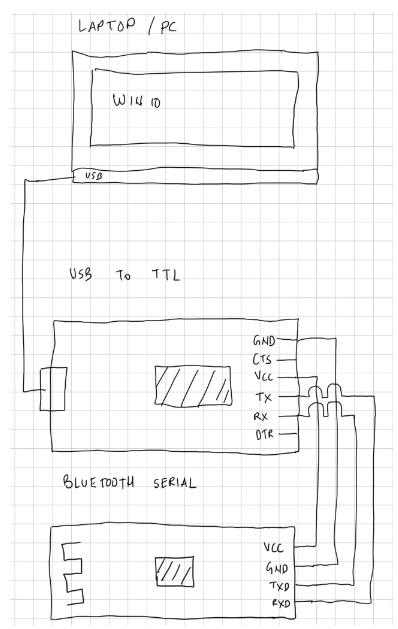 LAPTOP / PC
WIN 10
USB
USB TO TTL
GND
CTS
VCC
TX
RX
DTR
BLUETOOTH SERIAL
VCC
GND
TXD
RXD